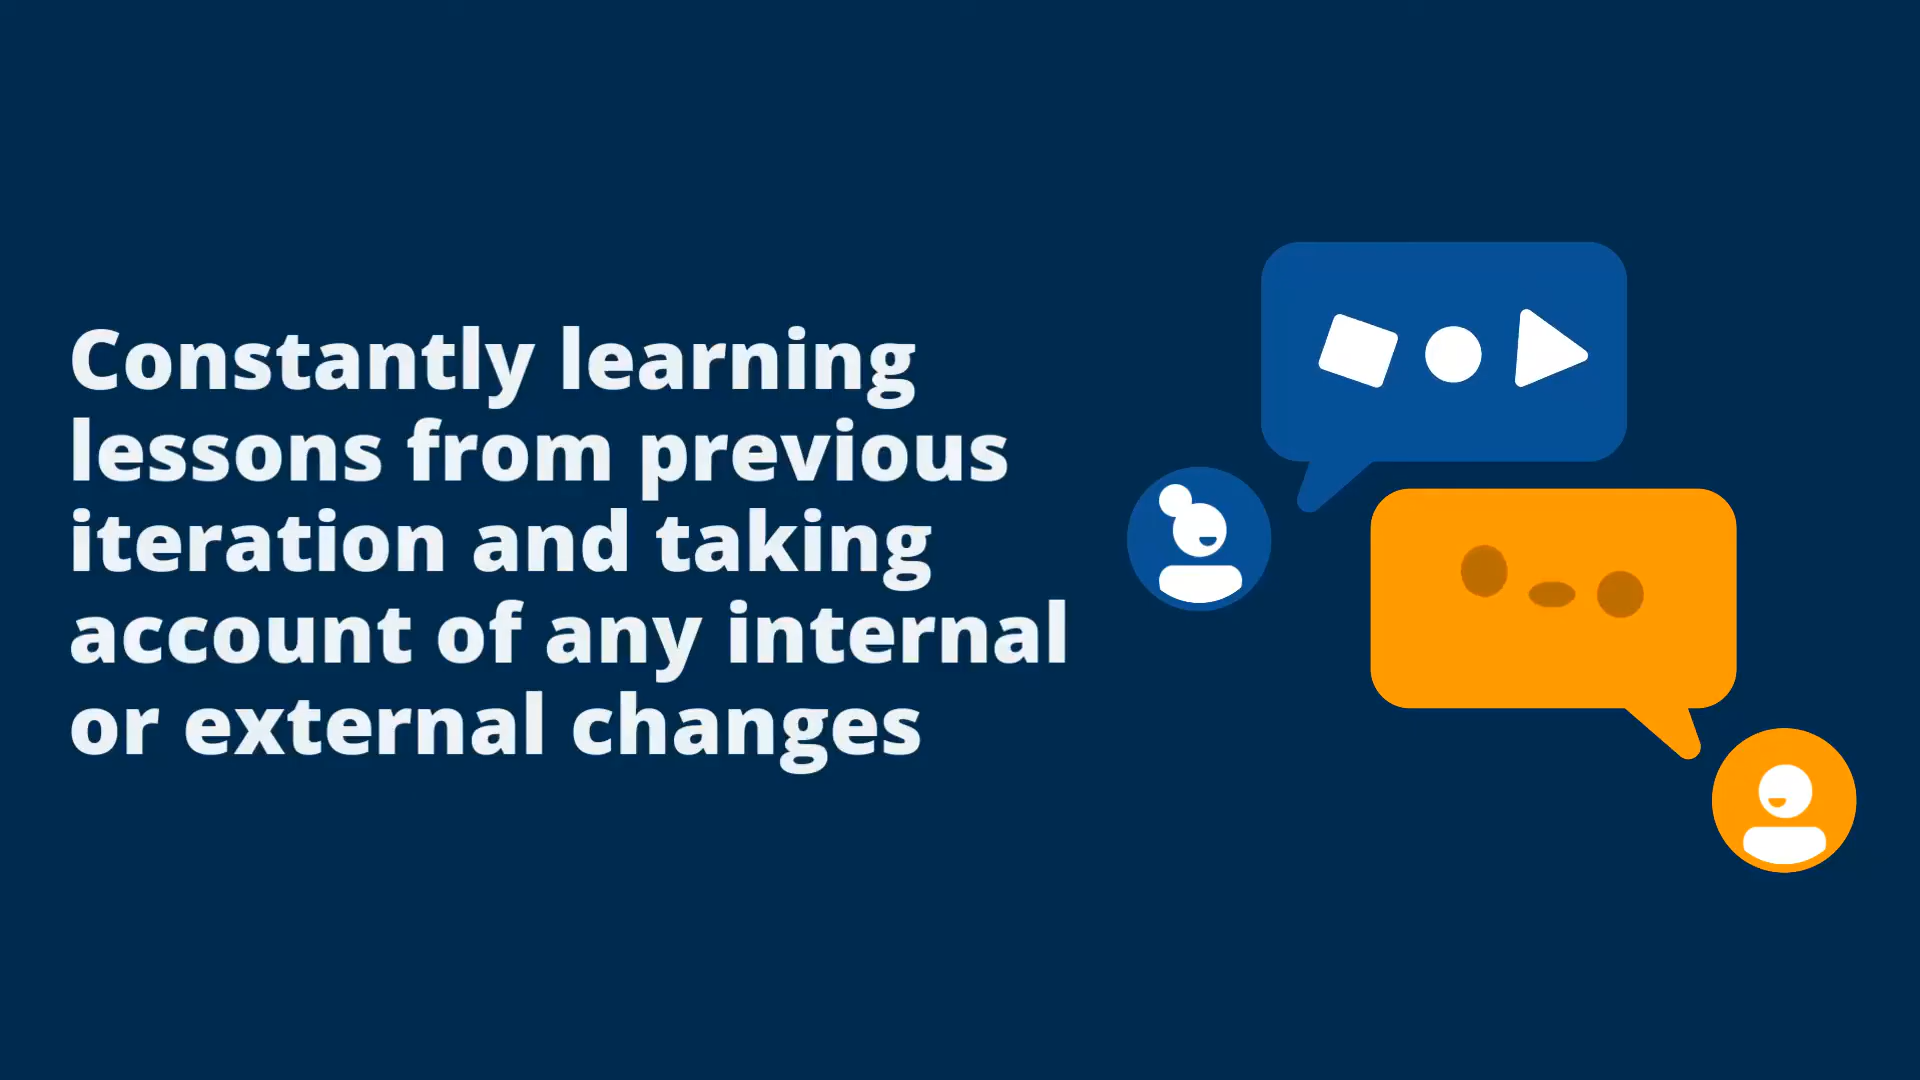 Constantly learning
lessons from previous
iteration and taking
account of any internal
or external changes